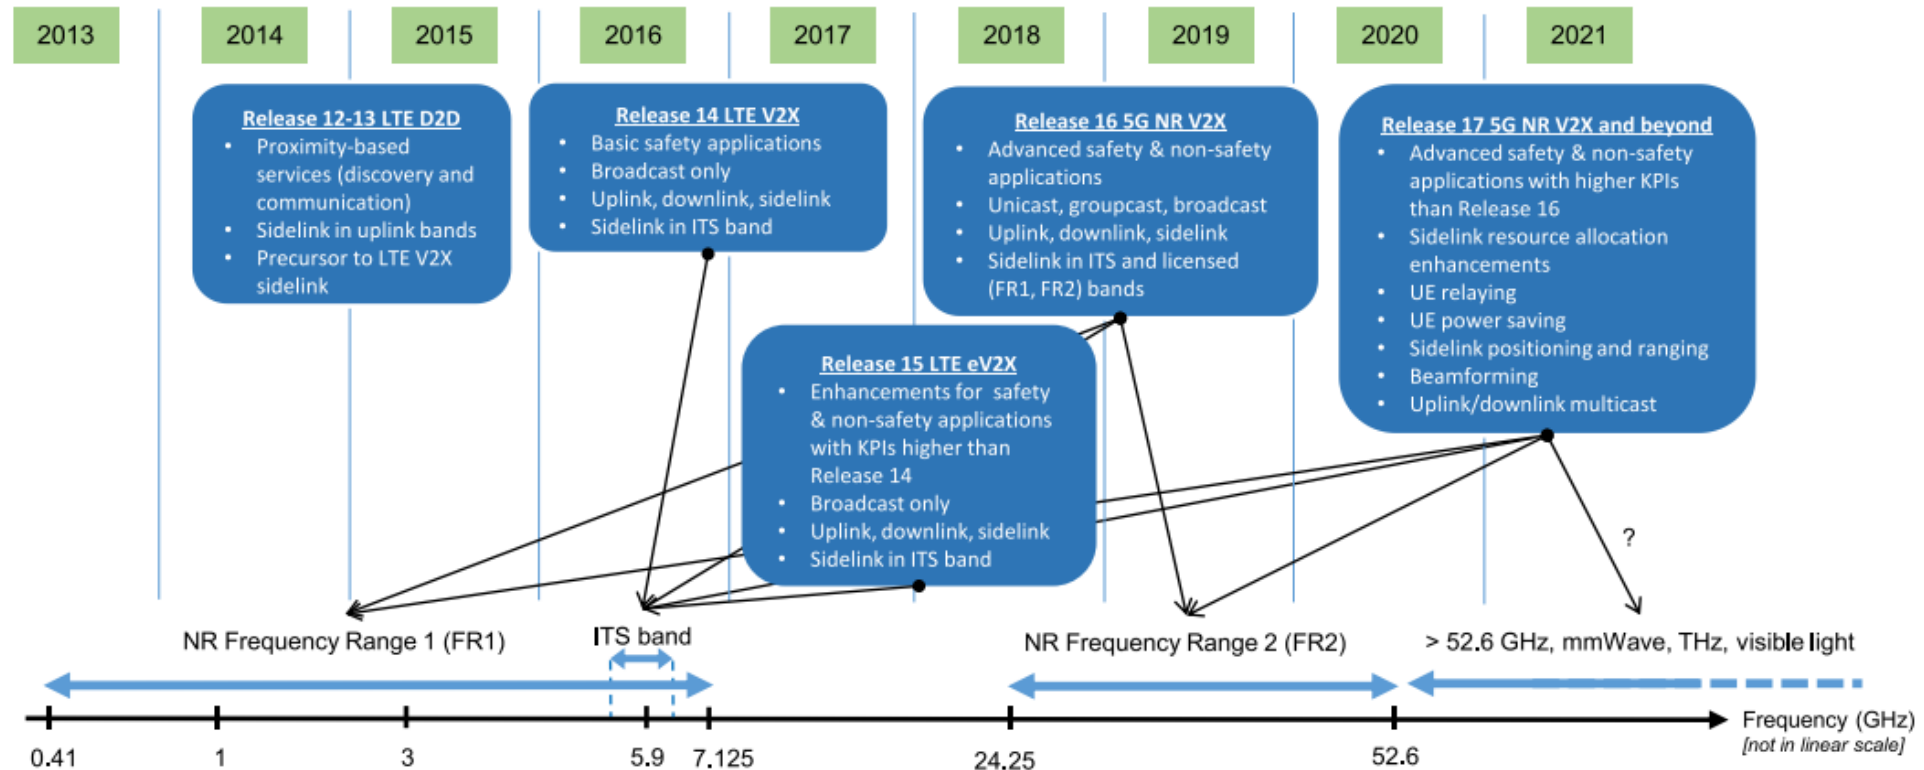 2013 2014 2015 2016 2017 2018 2019 2020 2021
Release 12-13 LTE D2D
• Proximity-based
services (discovery and
communication)
• Sidelink in uplink bands
• Precursor to LTE V2X
sidelink
Release 14 LTE V2X
• Basic safety applications
• Broadcast only
• Uplink, downlink, sidelink
• Sidelink in ITS band
Release 15 LTE eV2X
• Enhancements for safety
& non-safety applications
with KPIs higher than
Release 14
• Broadcast only
• Uplink, downlink, sidelink
• Sidelink in ITS band
Release 16 5G NR V2X
• Advanced safety & non-safety
applications
• Unicast, groupcast, broadcast
• Uplink, downlink, sidelink
• Sidelink in ITS and licensed
(FR1, FR2) bands
Release 17 5G NR V2X and beyond
• Advanced safety & non-safety
applications with higher KPIs
than Release 16
• Sidelink resource allocation
enhancements
• UE relaying
• UE power saving
• Sidelink positioning and ranging
• Beamforming
• Uplink/downlink multicast
?
NR Frequency Range 1 (FR1)
ITS band
NR Frequency Range 2 (FR2)
> 52.6 GHz, mmWave, THz, visible light
Frequency (GHz)
[not in linear scale]
0.41 1 3 5.9 7.125 24.25 52.6